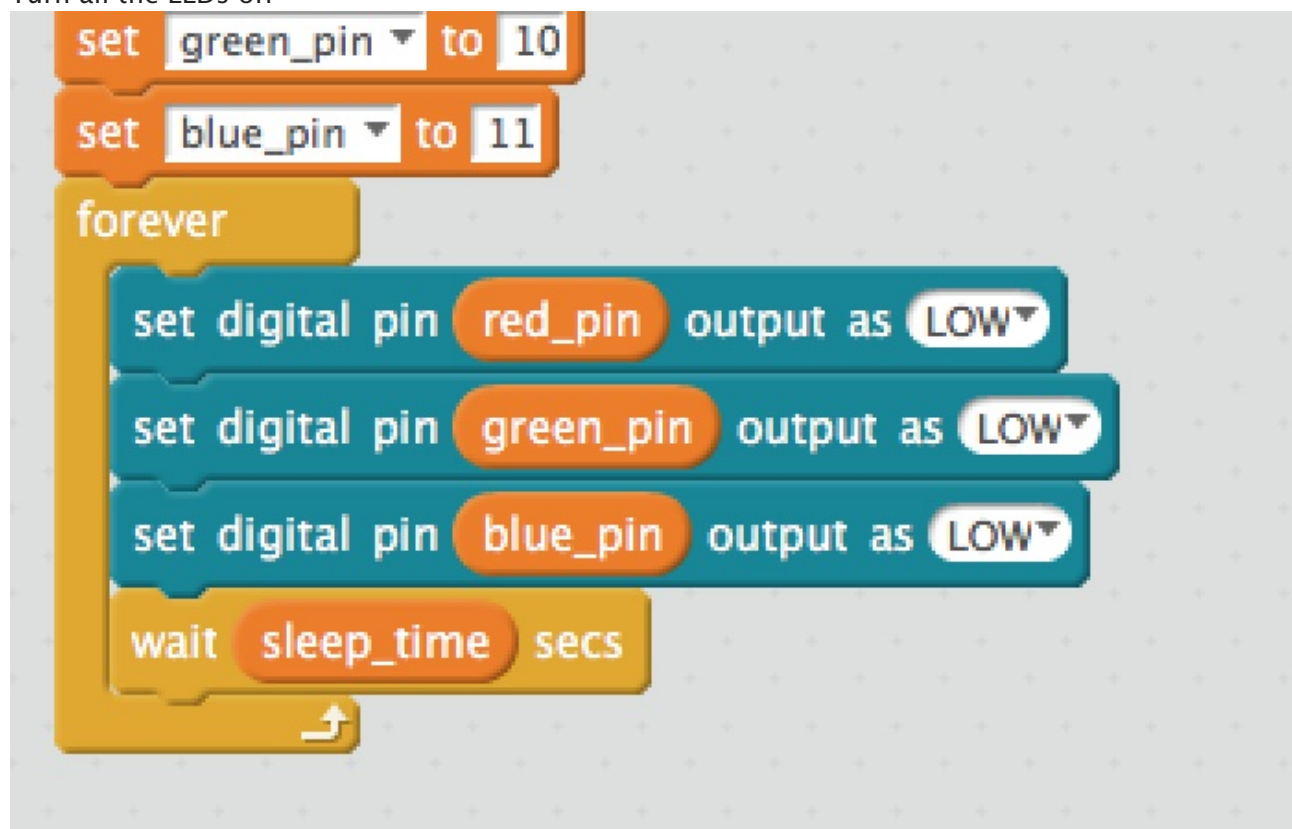 set green_pin to 10
set blue_pin to 11
forever
set digital pin red_pin output as LOW
set digital pin green_pin output as LOW
set digital pin blue_pin output as LOW
wait sleep_time secs